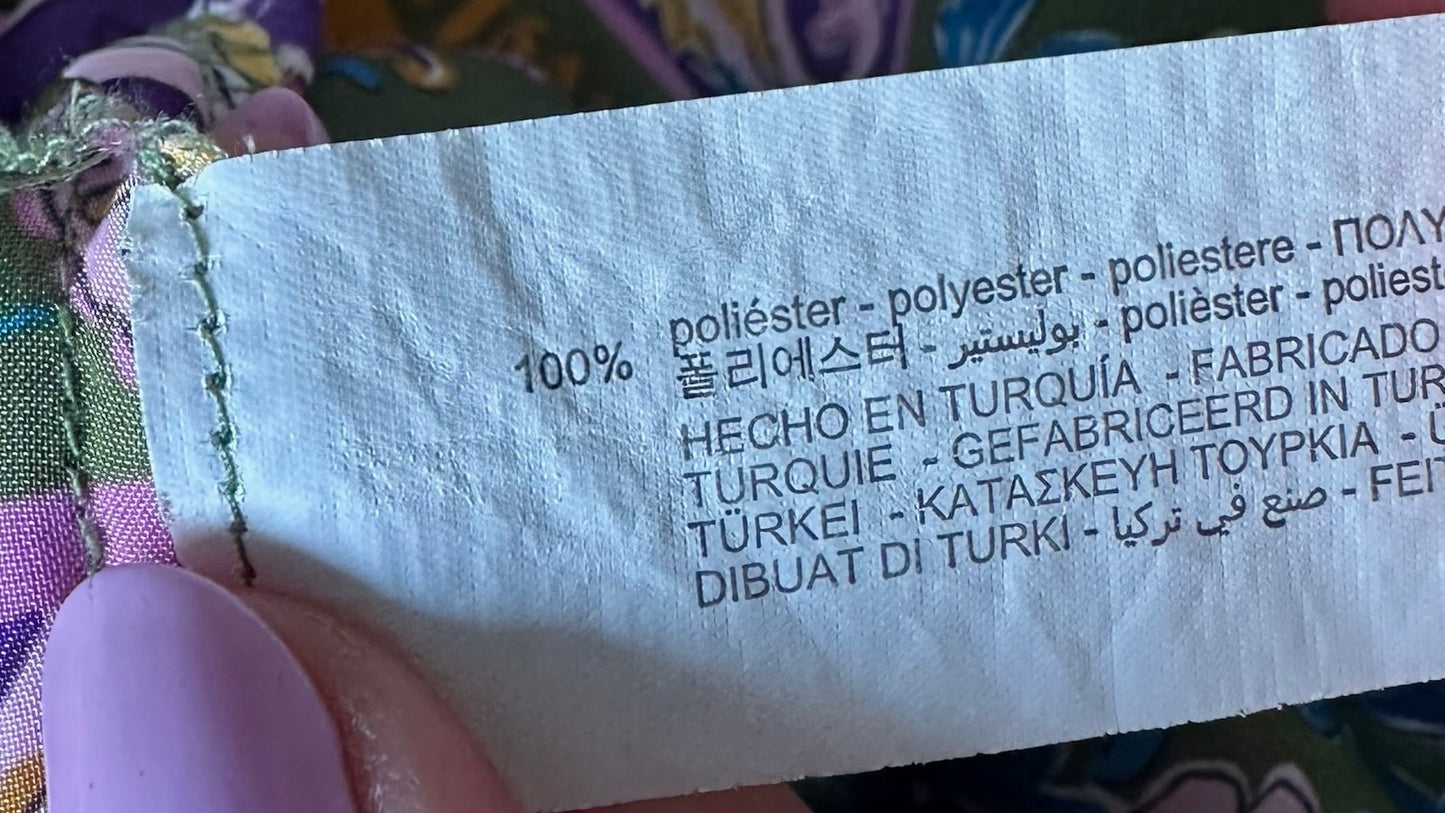 100% poliéster - polyester - poliestere - ΠΟΛΥ
폴리에스터 - بوليستير - polièster - poliest
HECHO EN TURQUÍA - FABRICADO
TURQUIE - GEFABRICEERD IN TUR
TÜRKEI - ΚΑΤΑΣΚΕΥΗ ΤΟΥΡΚΙΑ - Ü
DIBUAT DI TURKI - صنع في تركيا - FEIT